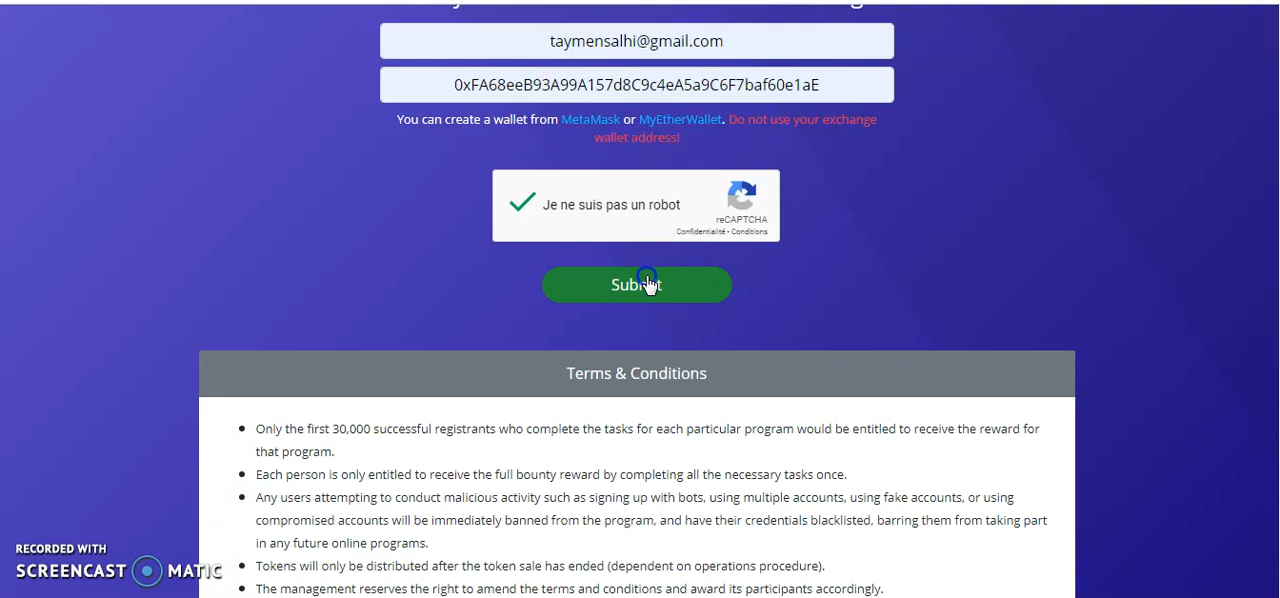 taymensalhi@gmail.com
0xFA68eeB93A99A157d8C9c4eA5a9C6F7baf60e1aE
You can create a wallet from MetaMask or MyEtherWallet. Do not use your exchange
wallet address!
Je ne suis pas un robot
reCAPTCHA
Confidentialité - Conditions
Submit
Terms & Conditions
Only the first 30,000 successful registrants who complete the tasks for each particular program would be entitled to receive the reward for
that program.
Each person is only entitled to receive the full bounty reward by completing all the necessary tasks once.
Any users attempting to conduct malicious activity such as signing up with bots, using multiple accounts, using fake accounts, or using
compromised accounts will be immediately banned from the program, and have their credentials blacklisted, barring them from taking part
in any future online programs.
Tokens will only be distributed after the token sale has ended (dependent on operations procedure).
The management reserves the right to amend the terms and conditions and award its participants accordingly.
RECORDED WITH
SCREENCAST MATIC